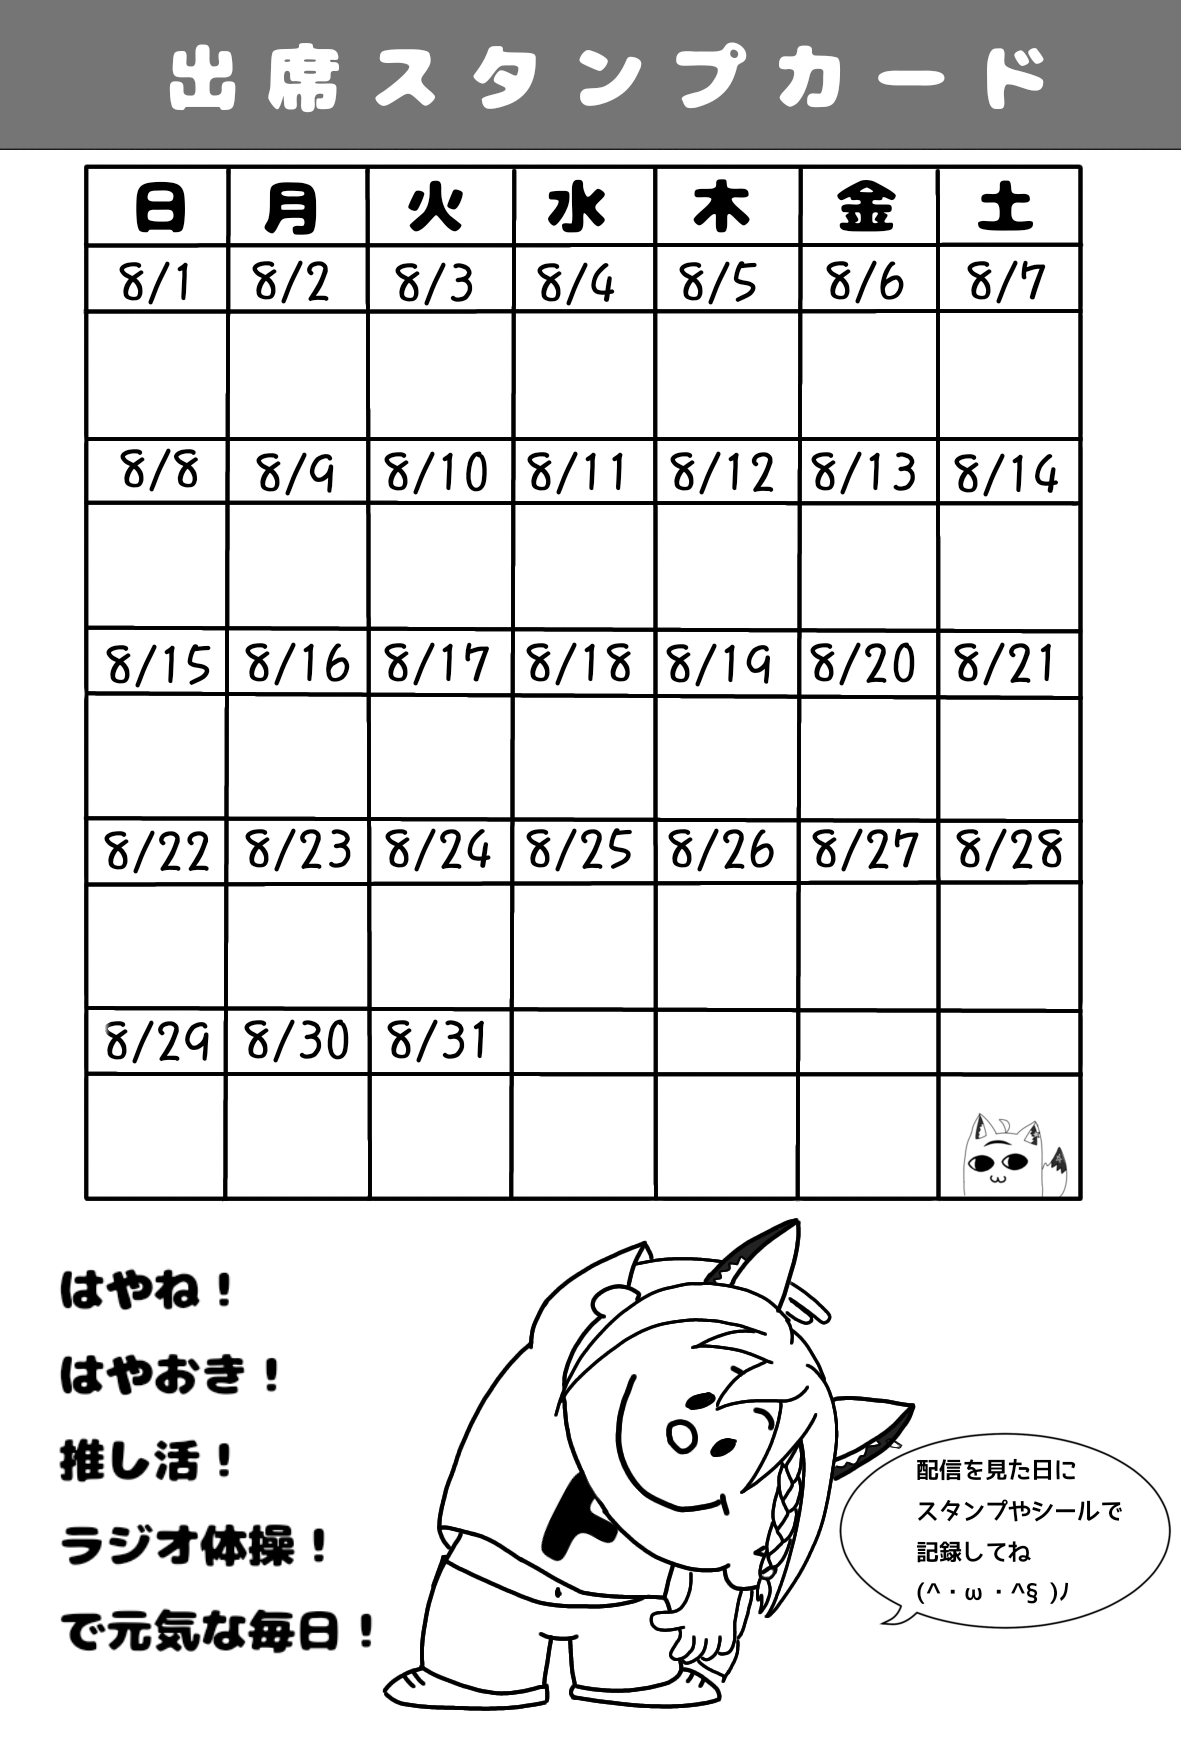 出席スタンプカード
日 月 火 水 木 金 土
8/1 8/2 8/3 8/4 8/5 8/6 8/7
8/8 8/9 8/10 8/11 8/12 8/13 8/14
8/15 8/16 8/17 8/18 8/19 8/20 8/21
8/22 8/23 8/24 8/25 8/26 8/27 8/28
8/29 8/30 8/31
はやね！
はやおき！
推し活！
ラジオ体操！
で元気な毎日！
配信を見た日に
スタンプやシールで
記録してね
(^・ω・^§)ﾉ